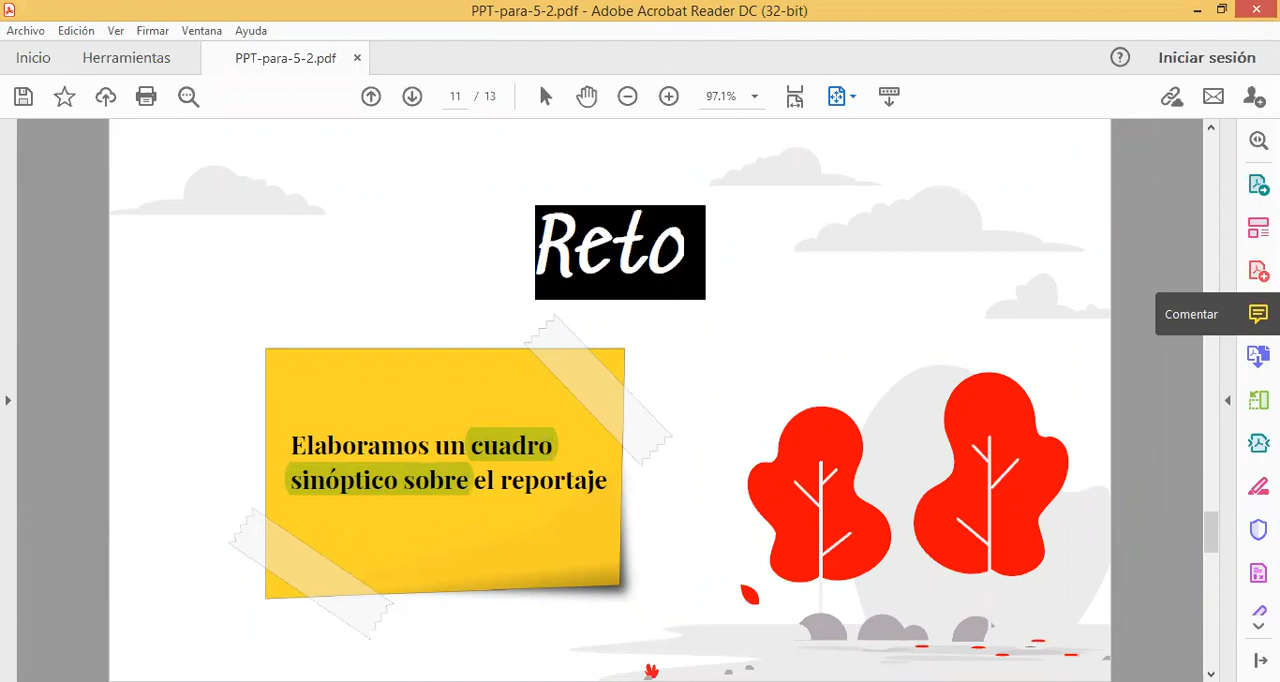 PPT-para-5-2.pdf - Adobe Acrobat Reader DC (32-bit)
Archivo Edición Ver Firmar Ventana Ayuda
Inicio Herramientas PPT-para-5-2.pdf × Iniciar sesión
11 / 13 97.1%
Reto
Comentar
Elaboramos un cuadro
sinóptico sobre el reportaje